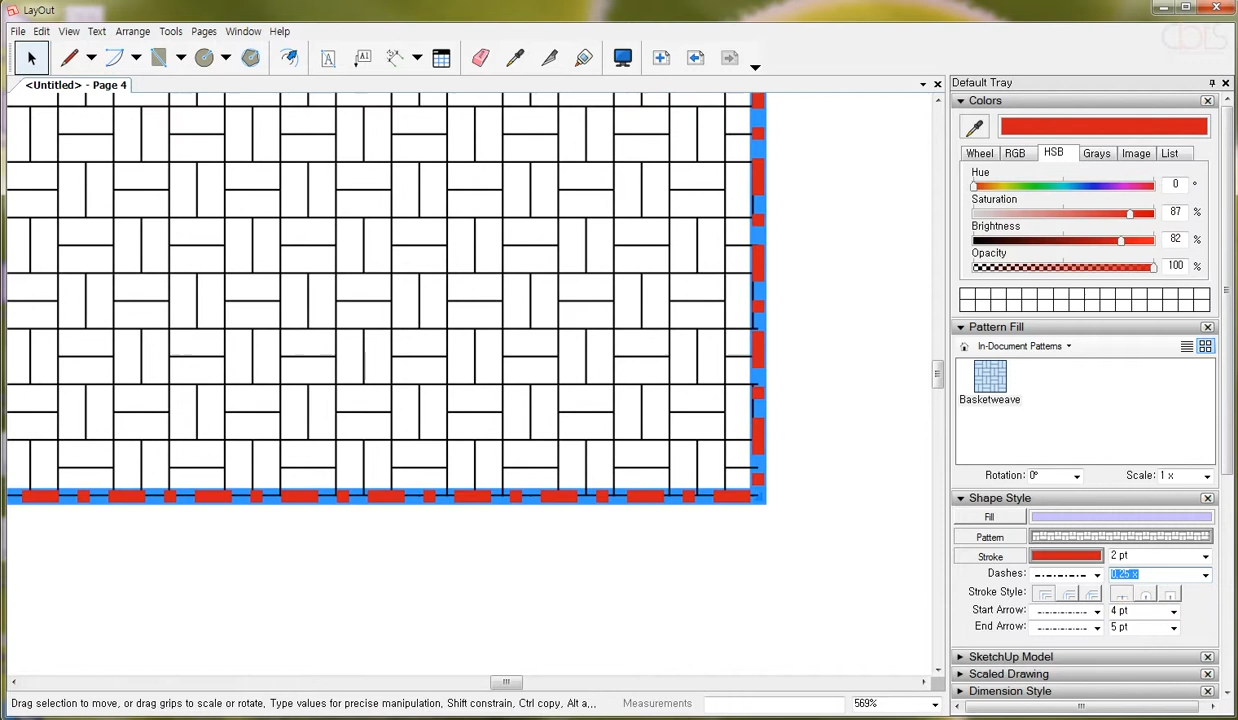 LayOut
File Edit View Text Arrange Tools Pages Window Help
<Untitled> - Page 4
Default Tray
Colors
Wheel RGB HSB Grays Image List
Hue
0 °
Saturation
87 %
Brightness
82 %
Opacity
100 %
Pattern Fill
In-Document Patterns
Basketweave
Rotation: 0° Scale: 1 x
Shape Style
Fill
Pattern
Stroke 2 pt
Dashes: 0.25 x
Stroke Style:
Start Arrow: 4 pt
End Arrow: 5 pt
SketchUp Model
Scaled Drawing
Dimension Style
Drag selection to move, or drag grips to scale or rotate, Type values for precise manipulation, Shift constrain, Ctrl copy, Alt a... Measurements 569%